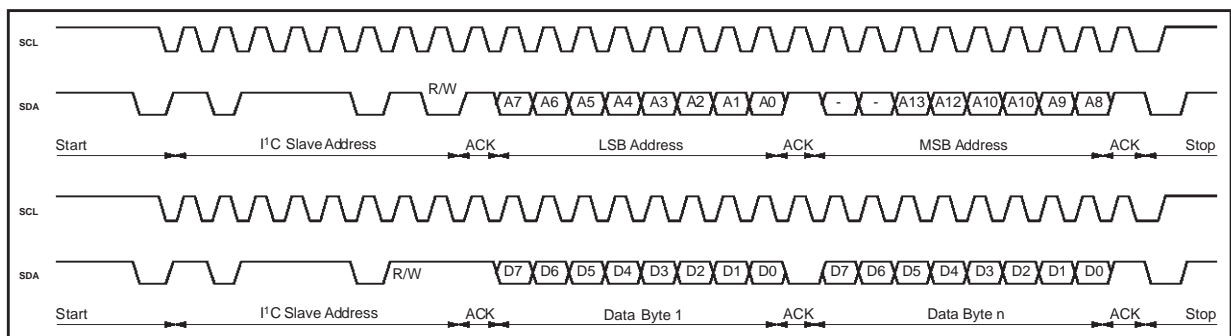 SCL
R/W
SDA A7 A6 A5 A4 A3 A2 A1 A0 - - A13 A12 A10 A10 A9 A8
Start I¹C Slave Address ACK LSB Address ACK MSB Address ACK Stop
SCL
SDA R/W D7 D6 D5 D4 D3 D2 D1 D0 D7 D6 D5 D4 D3 D2 D1 D0
Start I¹C Slave Address ACK Data Byte 1 ACK Data Byte n ACK Stop